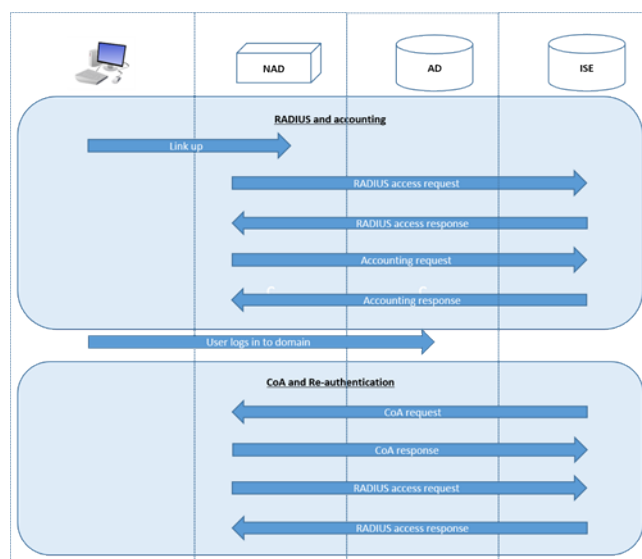 NAD
AD
ISE
RADIUS and accounting
Link up
RADIUS access request
RADIUS access response
Accounting request
Accounting response
User logs in to domain
CoA and Re-authentication
CoA request
CoA response
RADIUS access request
RADIUS access response